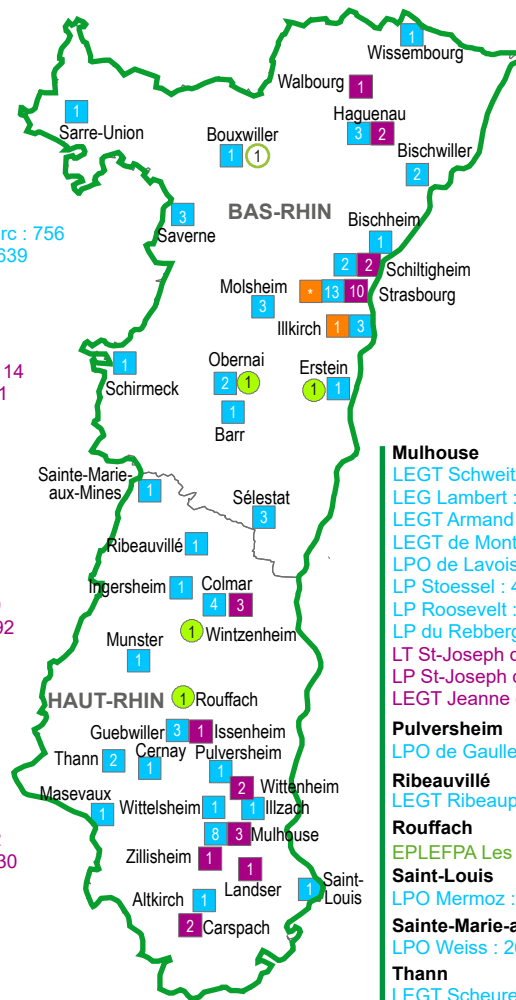 1
Wissembourg
Walbourg 1
1
Sarre-Union
Haguenau
3 2
Bouxwiller
1 1
Bischwiller
2
rc : 756
639
3
Saverne
BAS-RHIN
Bischheim
1
2 2 Schiltigheim
Molsheim
3
* 13 10 Strasbourg
Illkirch 1 3
14
1
1
Schirmeck
Obernai
2 1
Erstein
1 1
1
Barr
Sainte-Marie-
aux-Mines
1
Sélestat
3
Ribeauvillé 1
Ingersheim 1
Colmar
4 3
92
1 Wintzenheim
Munster
1
HAUT-RHIN
1 Rouffach
Guebwiller 3 1 Issenheim
Thann 2
Cernay
1
Pulversheim
1
2 Wittenheim
Masevaux
1
Wittelsheim 1 1 Illzach
8 3 Mulhouse
30
Zillisheim 1
1
Landser
Saint-
Louis
1
Altkirch 1
2 Carspach
Mulhouse
LEGT Schweit
LEG Lambert :
LEGT Armand
LEGT de Mont
LPO de Lavois
LP Stoessel : 4
LP Roosevelt :
LP du Rebberg
LT St-Joseph d
LP St-Joseph d
LEGT Jeanne
Pulversheim
LPO de Gaulle
Ribeauvillé
LEGT Ribeaup
Rouffach
EPLEFPA Les
Saint-Louis
LPO Mermoz :
Sainte-Marie-a
LPO Weiss : 20
Thann
LEGT Scheure